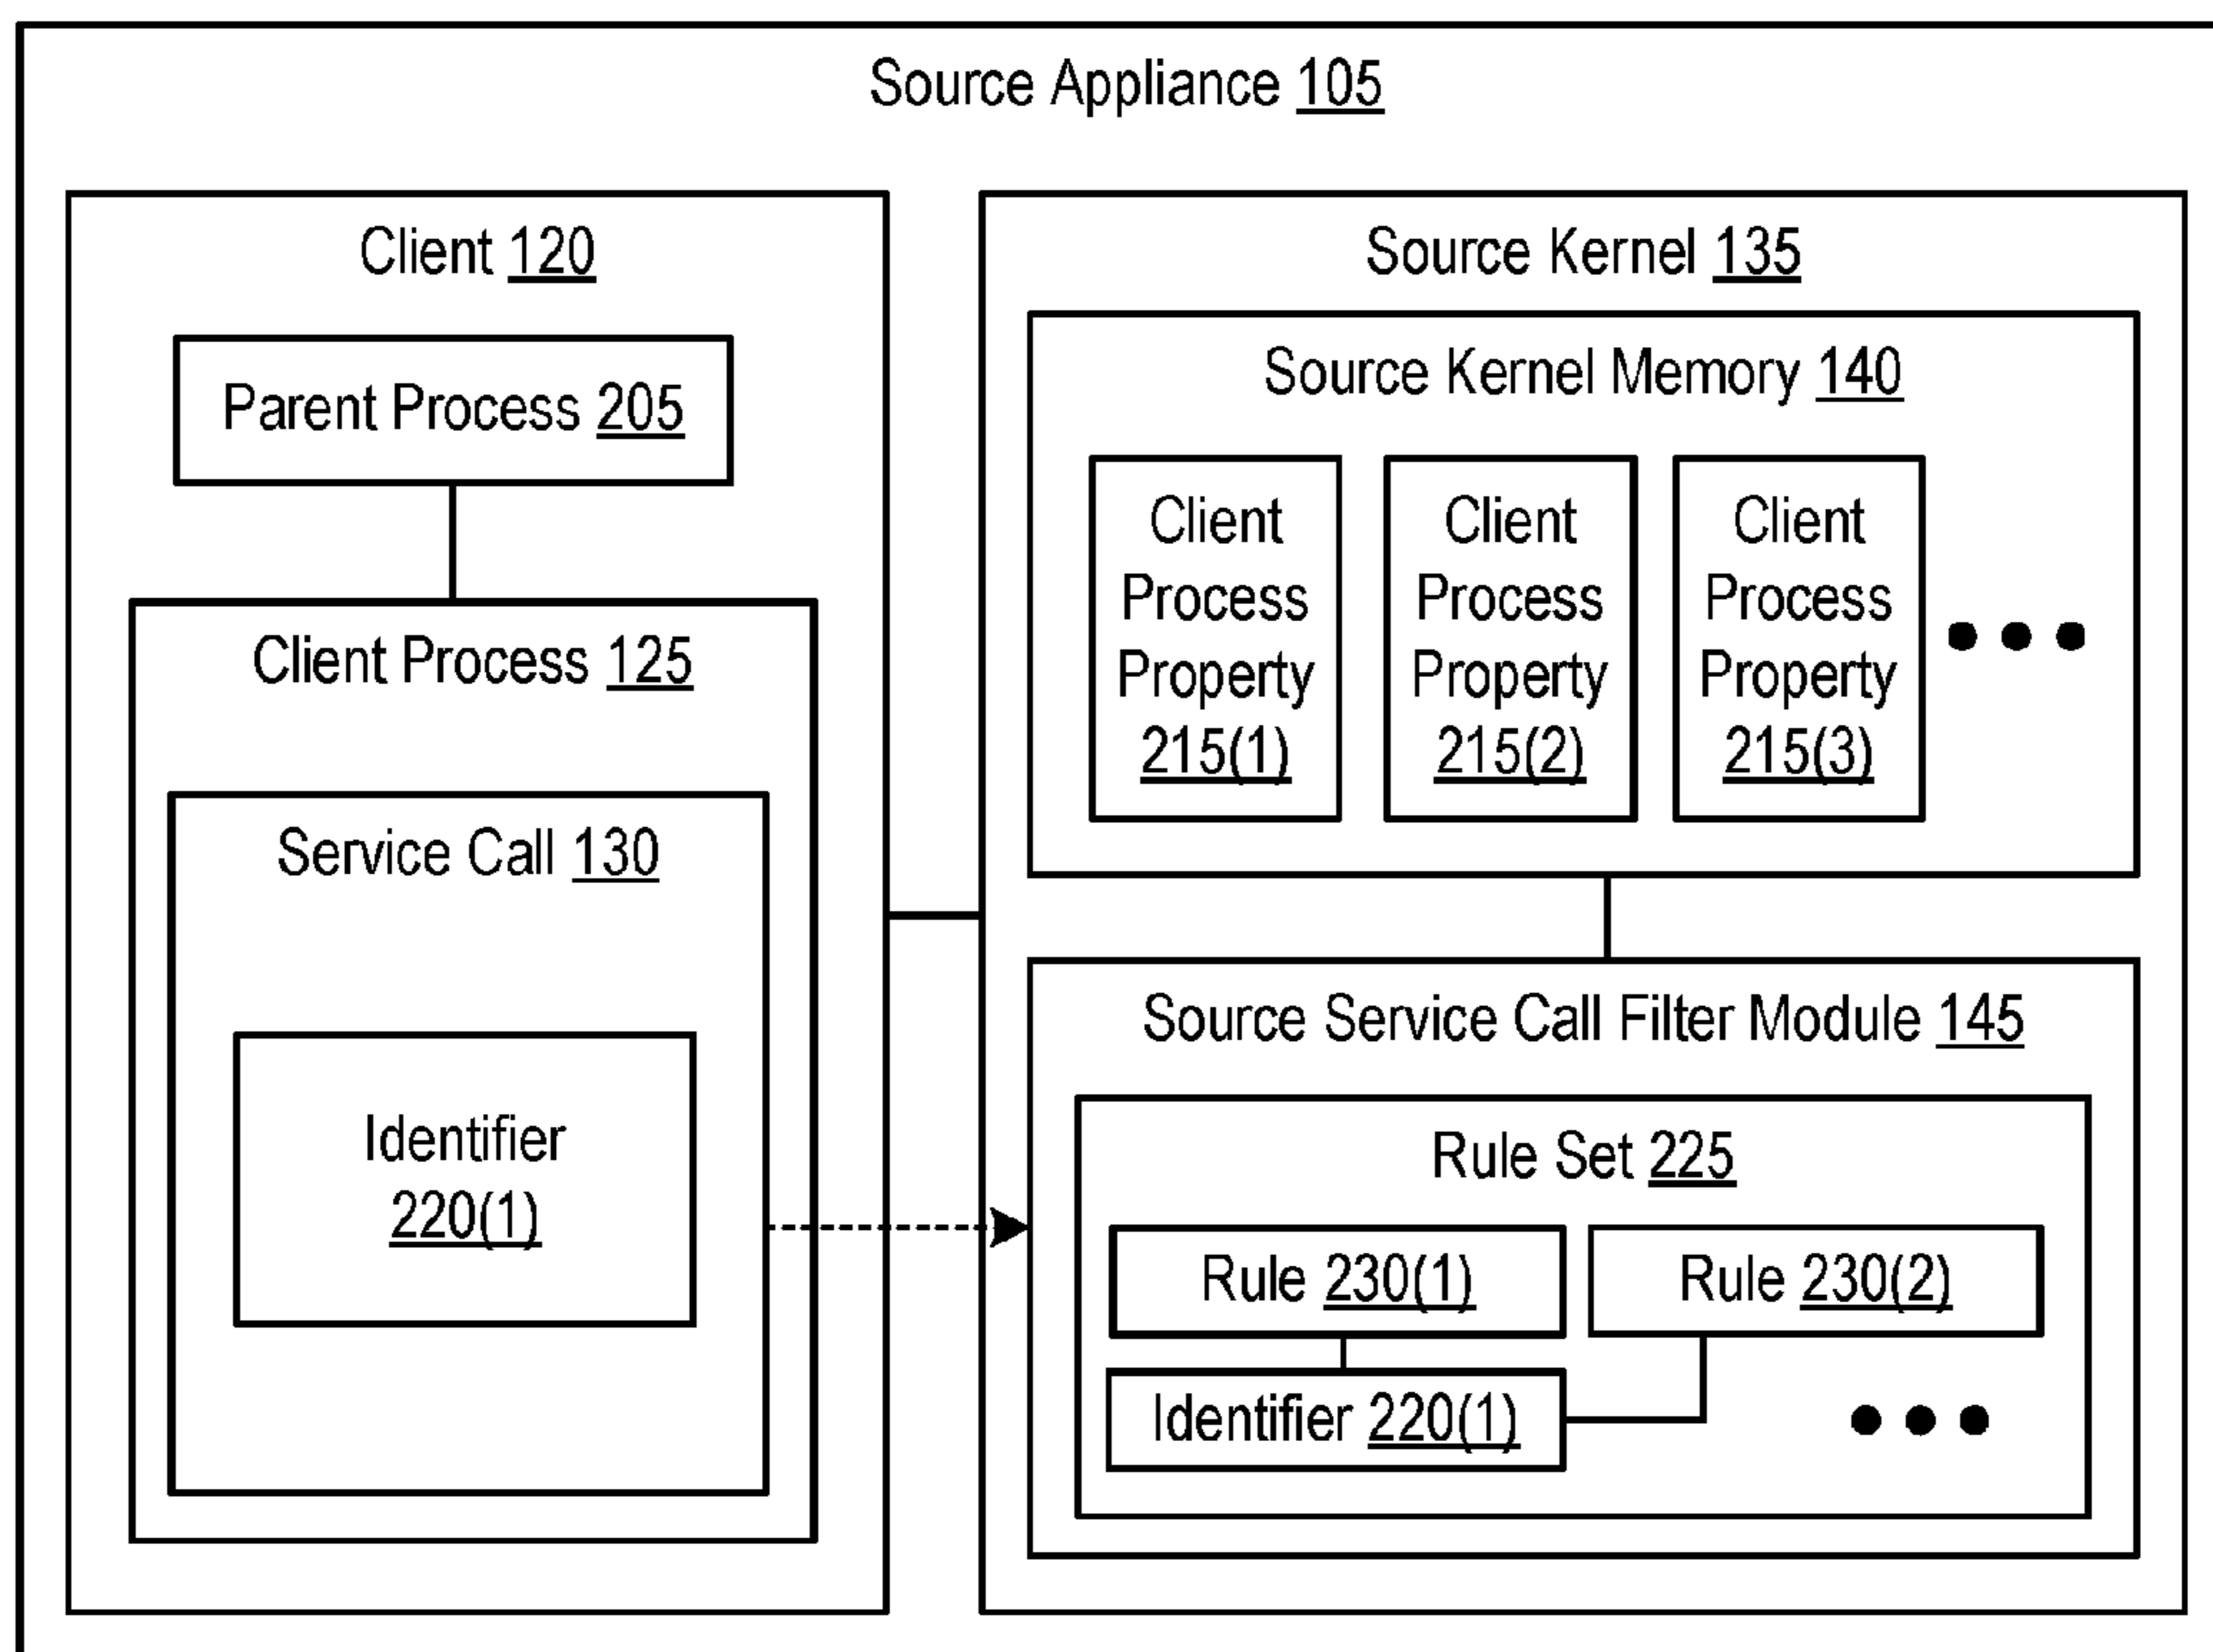 Source Appliance 105
Client 120
Parent Process 205
Client Process 125
Service Call 130
Identifier
220(1)
Source Kernel 135
Source Kernel Memory 140
Client
Process
Property
215(1)
Client
Process
Property
215(2)
Client
Process
Property
215(3)
Source Service Call Filter Module 145
Rule Set 225
Rule 230(1)
Rule 230(2)
Identifier 220(1)